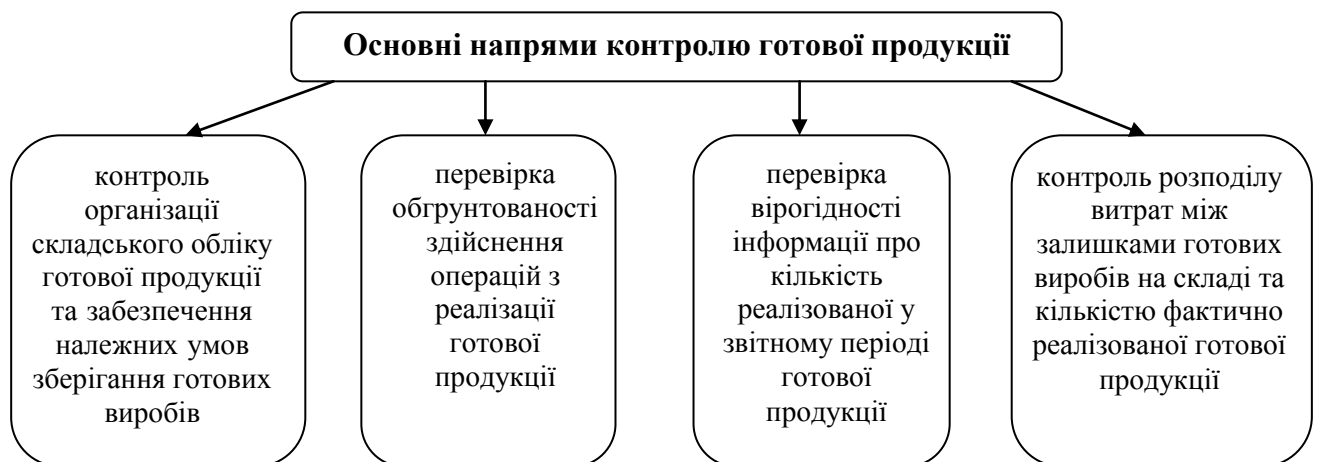 Основні напрями контролю готової продукції
контроль
організації
складського обліку
готової продукції
та забезпечення
належних умов
зберігання готових
виробів
перевірка
обгрунтованості
здійснення
операцій з
реалізації
готової
продукції
перевірка
вірогідності
інформації про
кількість
реалізованої у
звітному періоді
готової
продукції
контроль розподілу
витрат між
залишками готових
виробів на складі та
кількістю фактично
реалізованої готової
продукції